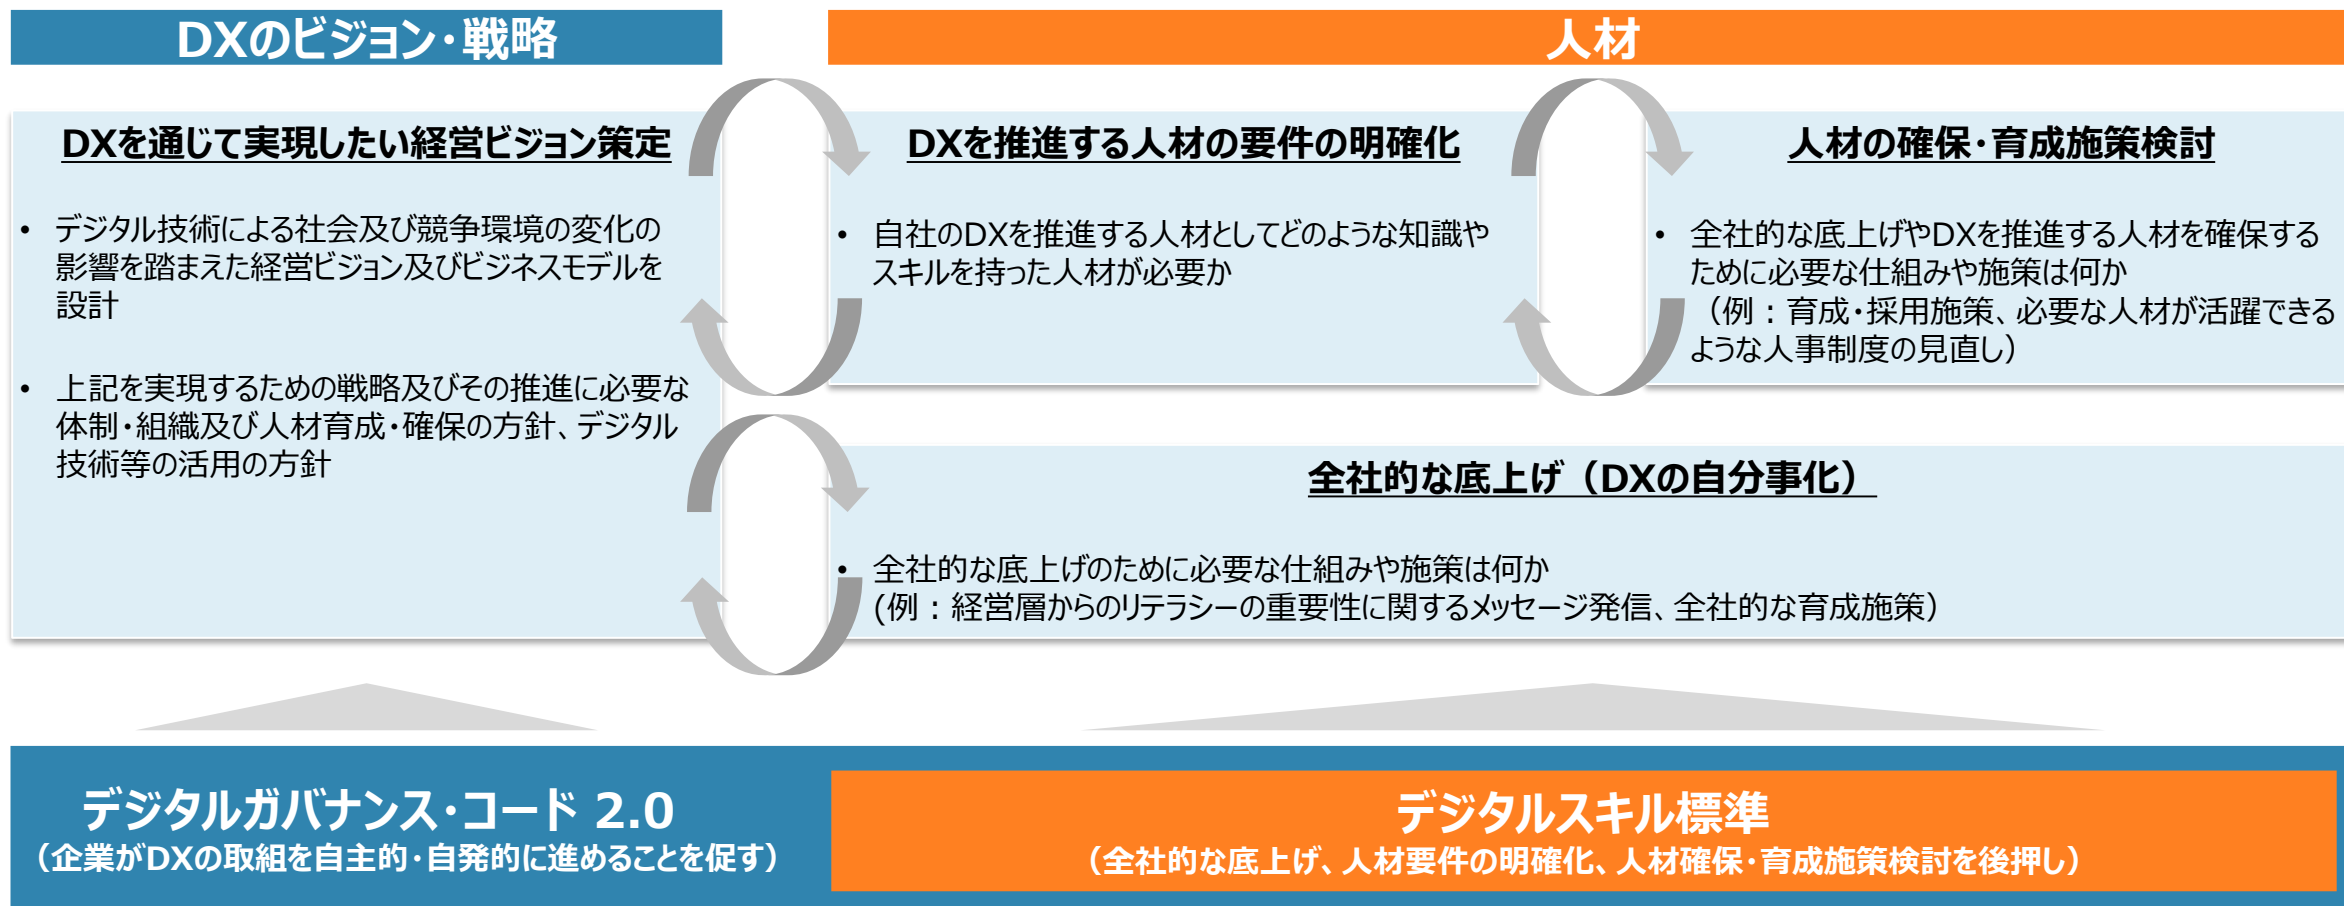 DXのビジョン・戦略
人材
DXを通じて実現したい経営ビジョン策定
• デジタル技術による社会及び競争環境の変化の
影響を踏まえた経営ビジョン及びビジネスモデルを
設計
• 上記を実現するための戦略及びその推進に必要な
体制・組織及び人材育成・確保の方針、デジタル
技術等の活用の方針
DXを推進する人材の要件の明確化
• 自社のDXを推進する人材としてどのような知識や
スキルを持った人材が必要か
人材の確保・育成施策検討
• 全社的な底上げやDXを推進する人材を確保する
ために必要な仕組みや施策は何か
（例：育成・採用施策、必要な人材が活躍できる
ような人事制度の見直し）
全社的な底上げ（DXの自分事化）
• 全社的な底上げのために必要な仕組みや施策は何か
(例：経営層からのリテラシーの重要性に関するメッセージ発信、全社的な育成施策）
デジタルガバナンス・コード 2.0
（企業がDXの取組を自主的・自発的に進めることを促す）
デジタルスキル標準
（全社的な底上げ、人材要件の明確化、人材確保・育成施策検討を後押し）